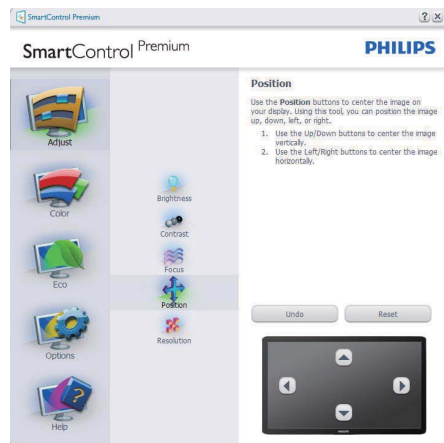 SmartControl Premium
SmartControl Premium
PHILIPS
Adjust
Color
Eco
Options
Help
Brightness
Contrast
Focus
Position
Resolution
Position
Use the Position buttons to center the image on
your display. Using this tool, you can position the image
up, down, left, or right.
1. Use the Up/Down buttons to center the image
vertically.
2. Use the Left/Right buttons to center the image
horizontally.
Undo
Reset
PHILIPS